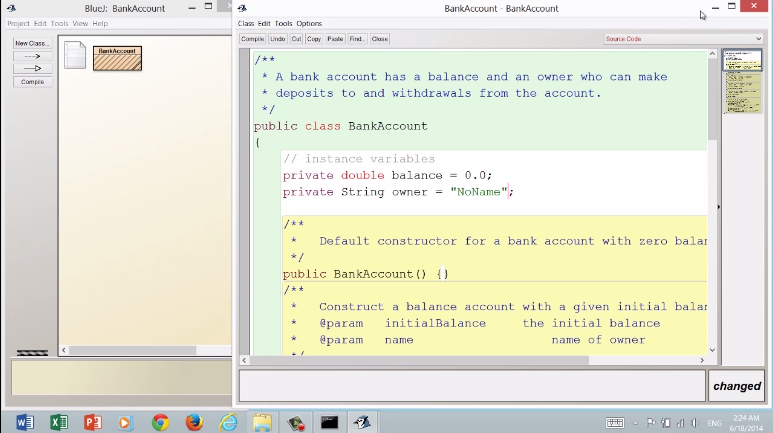 BlueJ: BankAccount
Project Edit Tools View Help
New Class...
Compile
BankAccount
BankAccount - BankAccount
Class Edit Tools Options
Compile Undo Cut Copy Paste Find... Close
Source Code
/**
* A bank account has a balance and an owner who can make
* deposits to and withdrawals from the account.
*/
public class BankAccount
{
// instance variables
private double balance = 0.0;
private String owner = "NoName";
/**
* Default constructor for a bank account with zero balan
*/
public BankAccount() {}
/**
* Construct a balance account with a given initial balan
* @param initialBalance the initial balance
* @param name name of owner
*/
changed
ENG
2:24 AM
6/18/2014